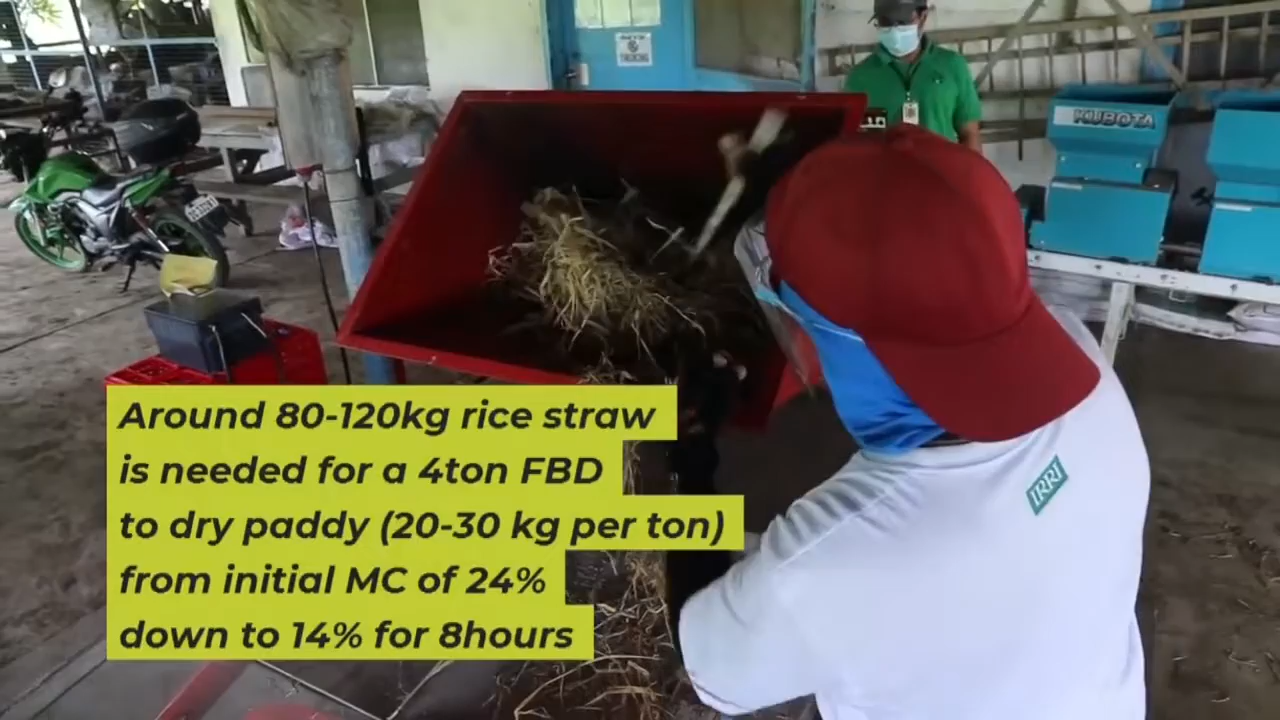 KUBOTA
IRRI
Around 80-120kg rice straw
is needed for a 4ton FBD
to dry paddy (20-30 kg per ton)
from initial MC of 24%
down to 14% for 8hours